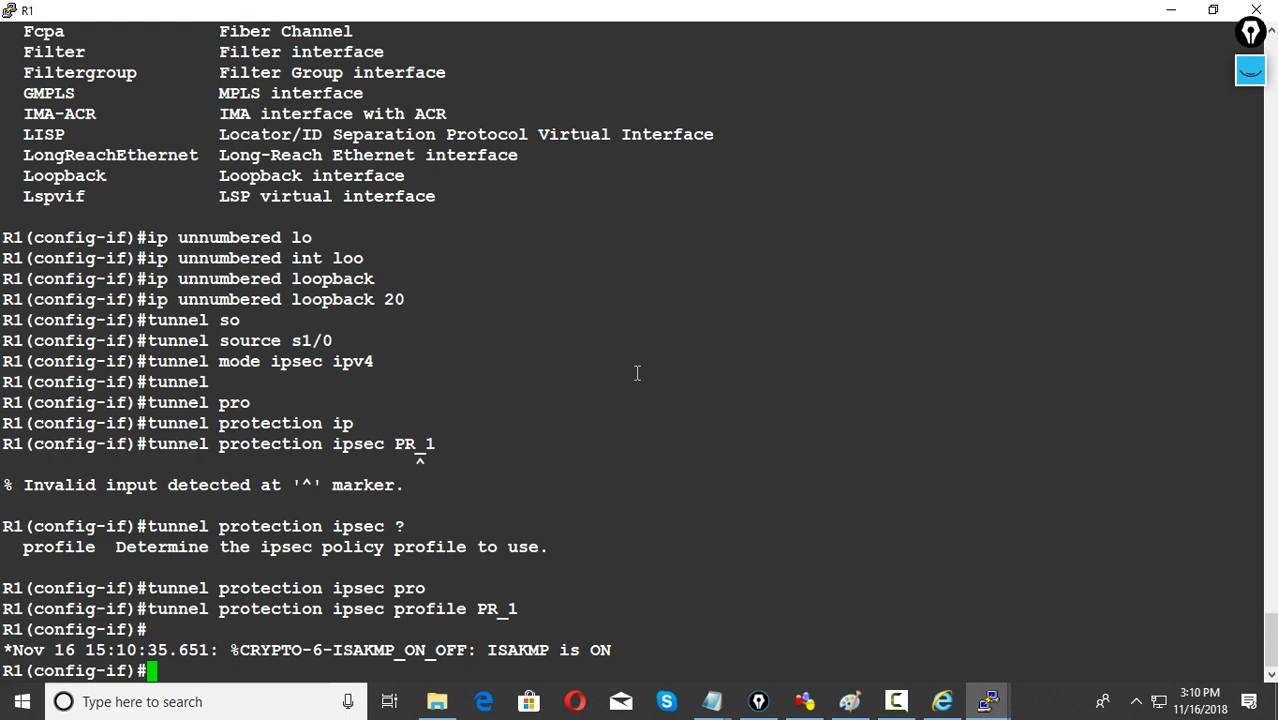 R1
Fcpa Fiber Channel
Filter Filter interface
Filtergroup Filter Group interface
GMPLS MPLS interface
IMA-ACR IMA interface with ACR
LISP Locator/ID Separation Protocol Virtual Interface
LongReachEthernet Long-Reach Ethernet interface
Loopback Loopback interface
Lspvif LSP virtual interface
R1(config-if)#ip unnumbered lo
R1(config-if)#ip unnumbered int loo
R1(config-if)#ip unnumbered loopback
R1(config-if)#ip unnumbered loopback 20
R1(config-if)#tunnel so
R1(config-if)#tunnel source s1/0
R1(config-if)#tunnel mode ipsec ipv4
R1(config-if)#tunnel
R1(config-if)#tunnel pro
R1(config-if)#tunnel protection ip
R1(config-if)#tunnel protection ipsec PR_1
^
% Invalid input detected at '^' marker.
R1(config-if)#tunnel protection ipsec ?
profile Determine the ipsec policy profile to use.
R1(config-if)#tunnel protection ipsec pro
R1(config-if)#tunnel protection ipsec profile PR_1
R1(config-if)#
*Nov 16 15:10:35.651: %CRYPTO-6-ISAKMP_ON_OFF: ISAKMP is ON
R1(config-if)#
Type here to search
3:10 PM
11/16/2018